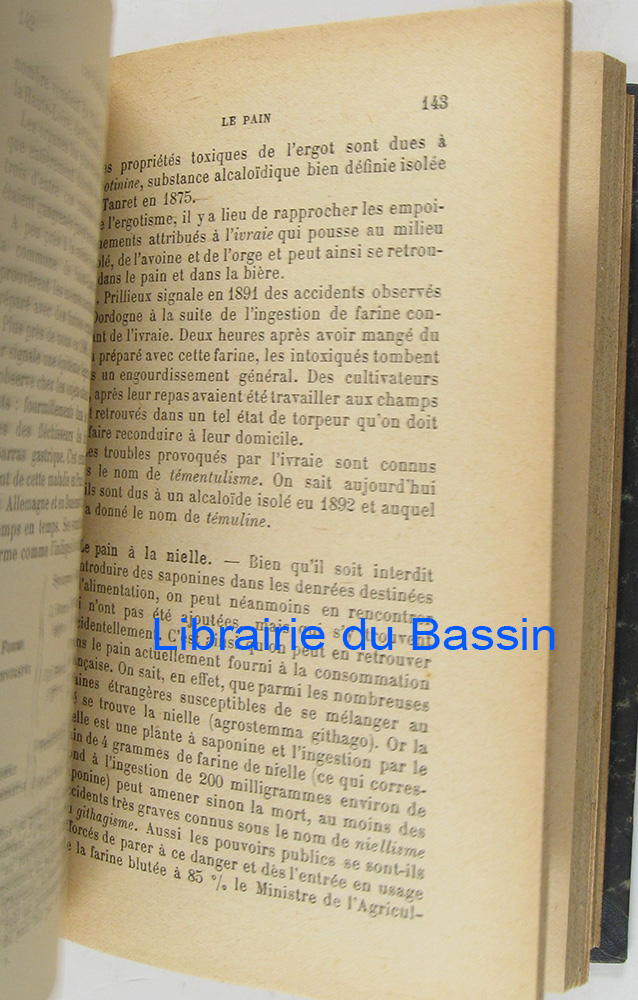 143
LE PAIN
es propriétés toxiques de l'ergot sont dues à
otinine, substance alcaloïdique bien définie isolée
Tanret en 1875.
e l'ergotisme, il y a lieu de rapprocher les empoi-
nements attribués à l'ivraie qui pousse au milieu
lé, de l'avoine et de l'orge et peut ainsi se retrou-
dans le pain et dans la bière.
. Prillieux signale en 1891 des accidents observés
Dordogne à la suite de l'ingestion de farine con-
ant de l'ivraie. Deux heures après avoir mangé du
préparé avec cette farine, les intoxiqués tombent
s un engourdissement général. Des cultivateurs
après leur repas avaient été travailler aux champs
t retrouvés dans un tel état de torpeur qu'on doit
faire reconduire à leur domicile.
es troubles provoqués par l'ivraie sont connus
s le nom de témentulisme. On sait aujourd'hui
ils sont dus à un alcaloïde isolé eu 1892 et auquel
a donné le nom de témuline.
Le pain à la nielle. — Bien qu'il soit interdit
ntroduire des saponines dans les denrées destinées
l'alimentation, on peut néanmoins en rencontrer
i n'ont pas été ajoutées, mais s'y trouvent
cidentellement. C'est ainsi qu'on peut en retrouver
ns le pain actuellement fourni à la consommation
nçaise. On sait, en effet, que parmi les nombreuses
aines étrangères susceptibles de se mélanger au
é se trouve la nielle (agrostemma githago). Or la
elle est une plante à saponine et l'ingestion par le
in de 4 grammes de farine de nielle (ce qui corres-
ond à l'ingestion de 200 milligrammes environ de
ponine) peut amener sinon la mort, au moins des
cidents très graves connus sous le nom de niellisme
u githagisme. Aussi les pouvoirs publics se sont-ils
forcés de parer à ce danger et dès l'entrée en usage
e la farine blutée à 85 % le Ministre de l'Agricul-
Librairie du Bassin